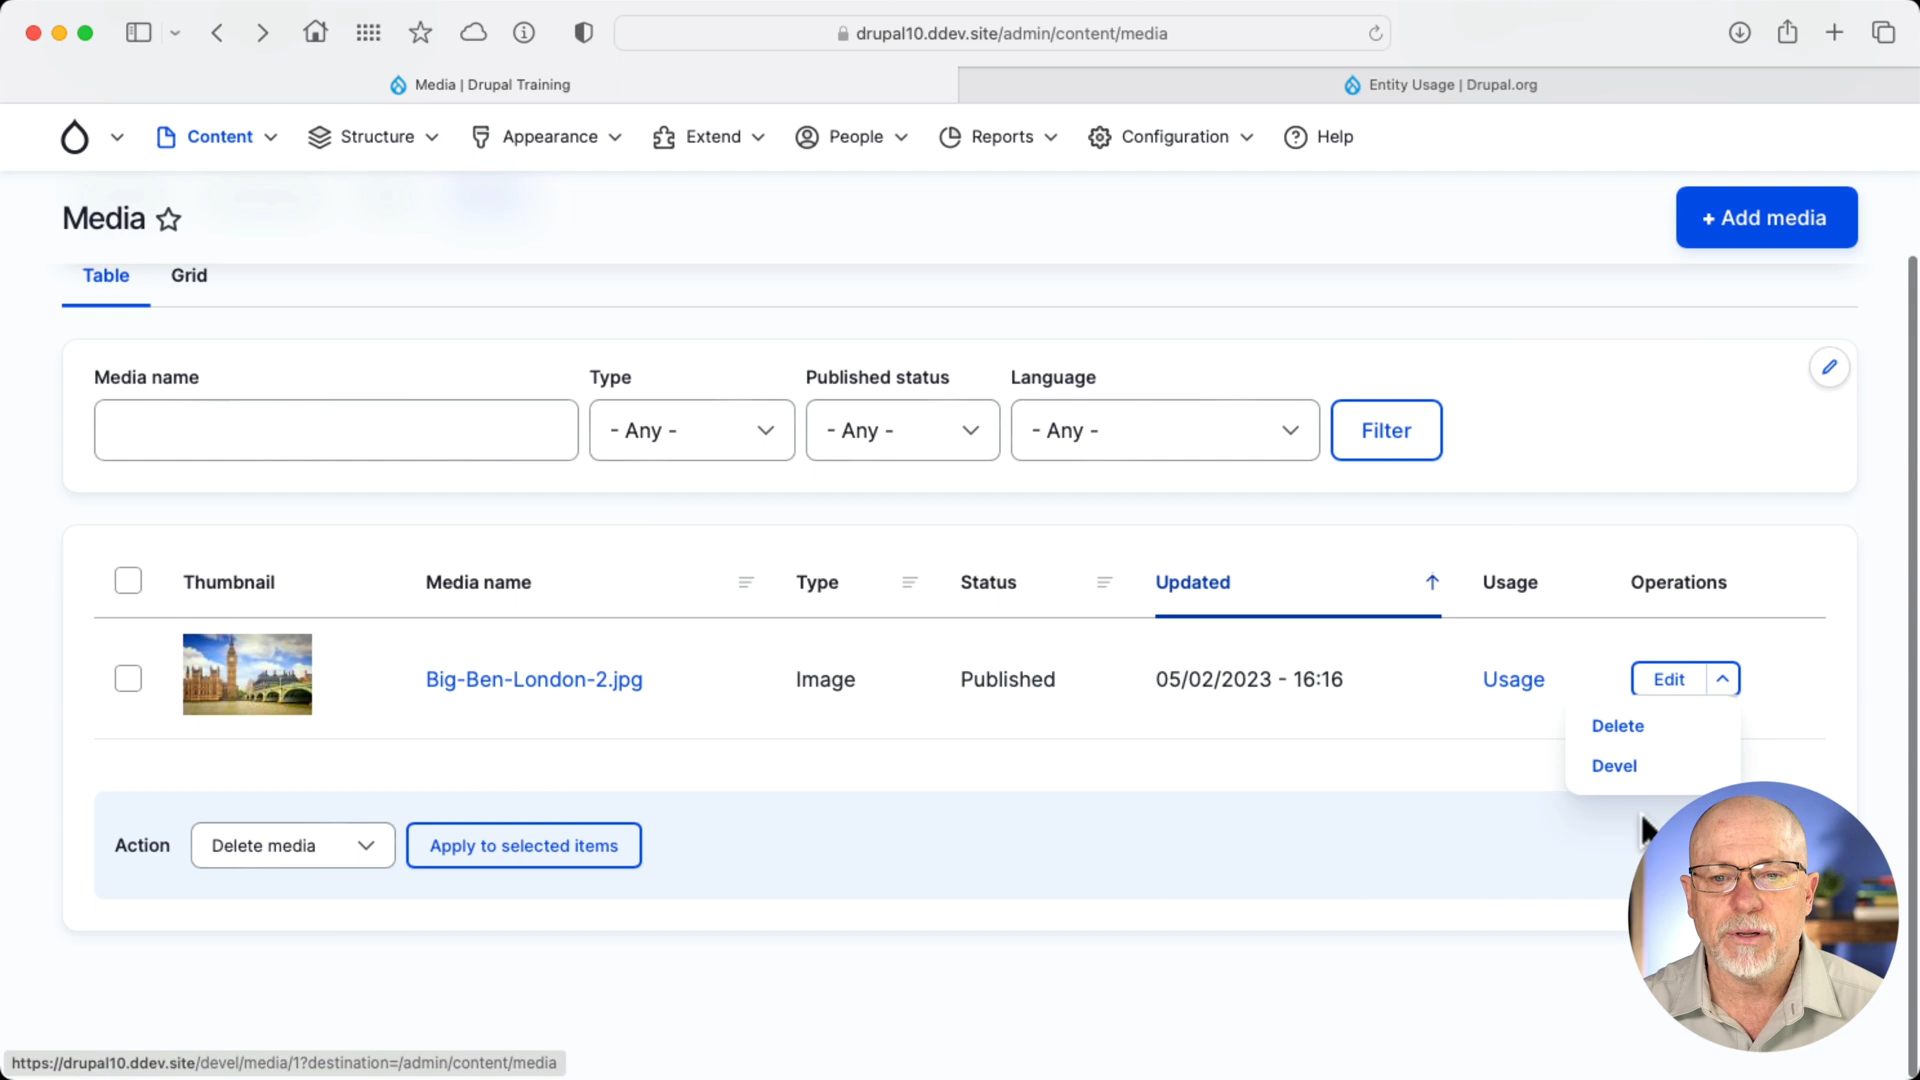 drupal10.ddev.site/admin/content/media
Media | Drupal Training
Entity Usage | Drupal.org
Content
Structure
Appearance
Extend
People
Reports
Configuration
Help
Media
+ Add media
Table
Grid
Media name
Type
Published status
Language
- Any -
- Any -
- Any -
Filter
Thumbnail
Media name
Type
Status
Updated
Usage
Operations
Big-Ben-London-2.jpg
Image
Published
05/02/2023 - 16:16
Usage
Edit
Delete
Devel
Action
Delete media
Apply to selected items
https://drupal10.ddev.site/devel/media/1?destination=/admin/content/media